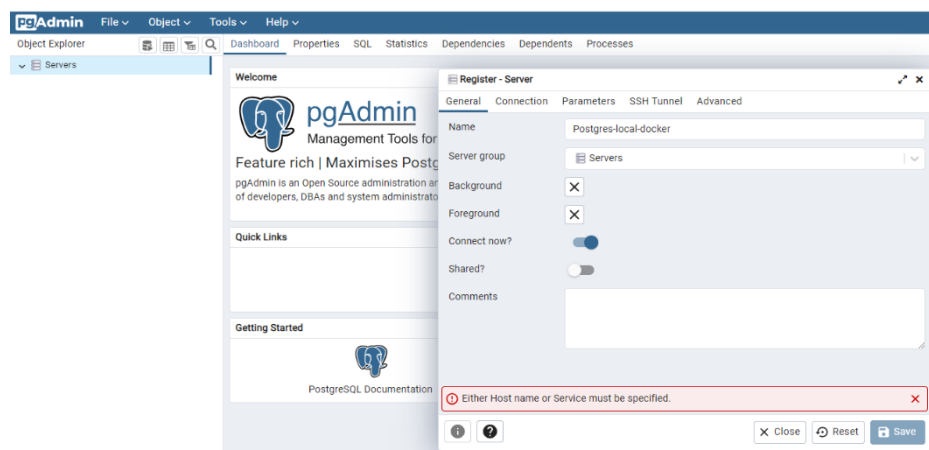 pgAdmin File Object Tools Help
Object Explorer Dashboard Properties SQL Statistics Dependencies Dependents Processes
Servers
Welcome
pgAdmin
Management Tools for
Feature rich | Maximises Postg
pgAdmin is an Open Source administration an
of developers, DBAs and system administrato
Quick Links
Getting Started
PostgreSQL Documentation
Register - Server
General Connection Parameters SSH Tunnel Advanced
Name Postgres-local-docker
Server group Servers
Background
Foreground
Connect now?
Shared?
Comments
Either Host name or Service must be specified.
Close Reset Save